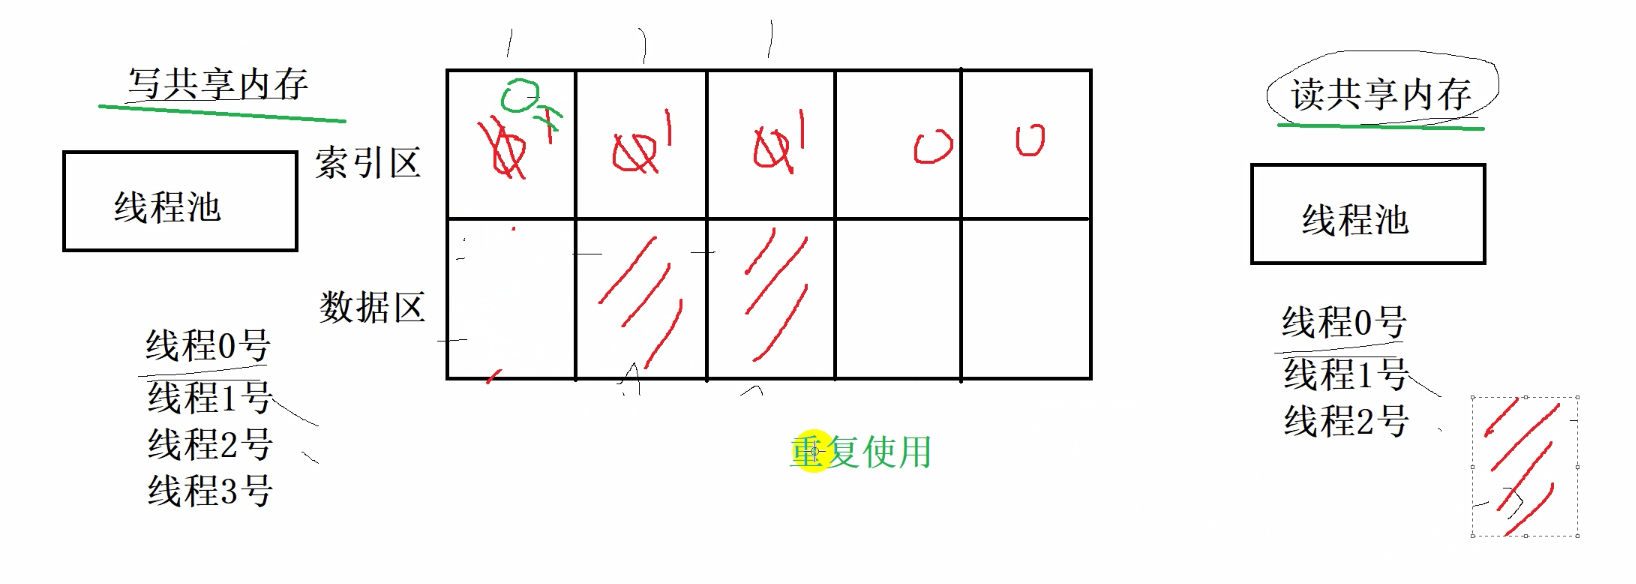 写共享内存
读共享内存
索引区
0
1
0 1
0 1
0
0
线程池
线程池
数据区
线程0号
线程1号
线程2号
线程3号
线程0号
线程1号
线程2号
重复使用